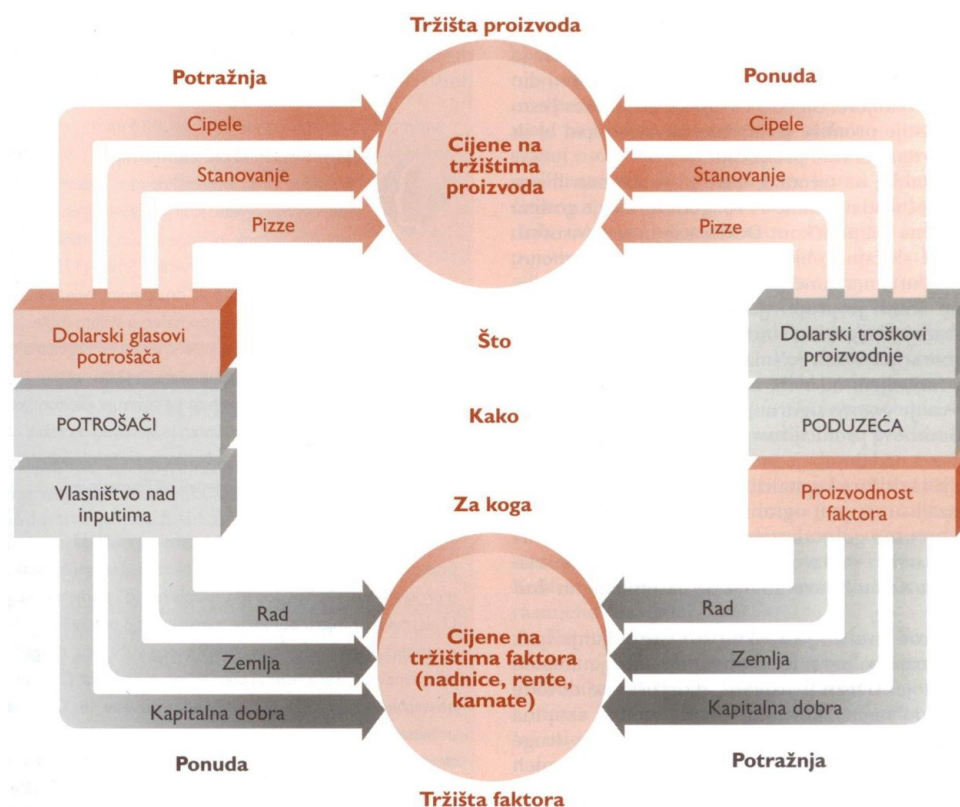 Tržišta proizvoda
Potražnja
Ponuda
Cipele
Cipele
Cijene na
tržištima
proizvoda
Stanovanje
Stanovanje
Pizze
Pizze
Dolarski glasovi
potrošača
Što
Dolarski troškovi
proizvodnje
POTROŠAČI
Kako
PODUZEĆA
Vlasništvo nad
inputima
Za koga
Proizvodnost
faktora
Rad
Rad
Cijene na
tržištima faktora
(nadnice, rente,
kamate)
Zemlja
Zemlja
Kapitalna dobra
Kapitalna dobra
Ponuda
Potražnja
Tržišta faktora